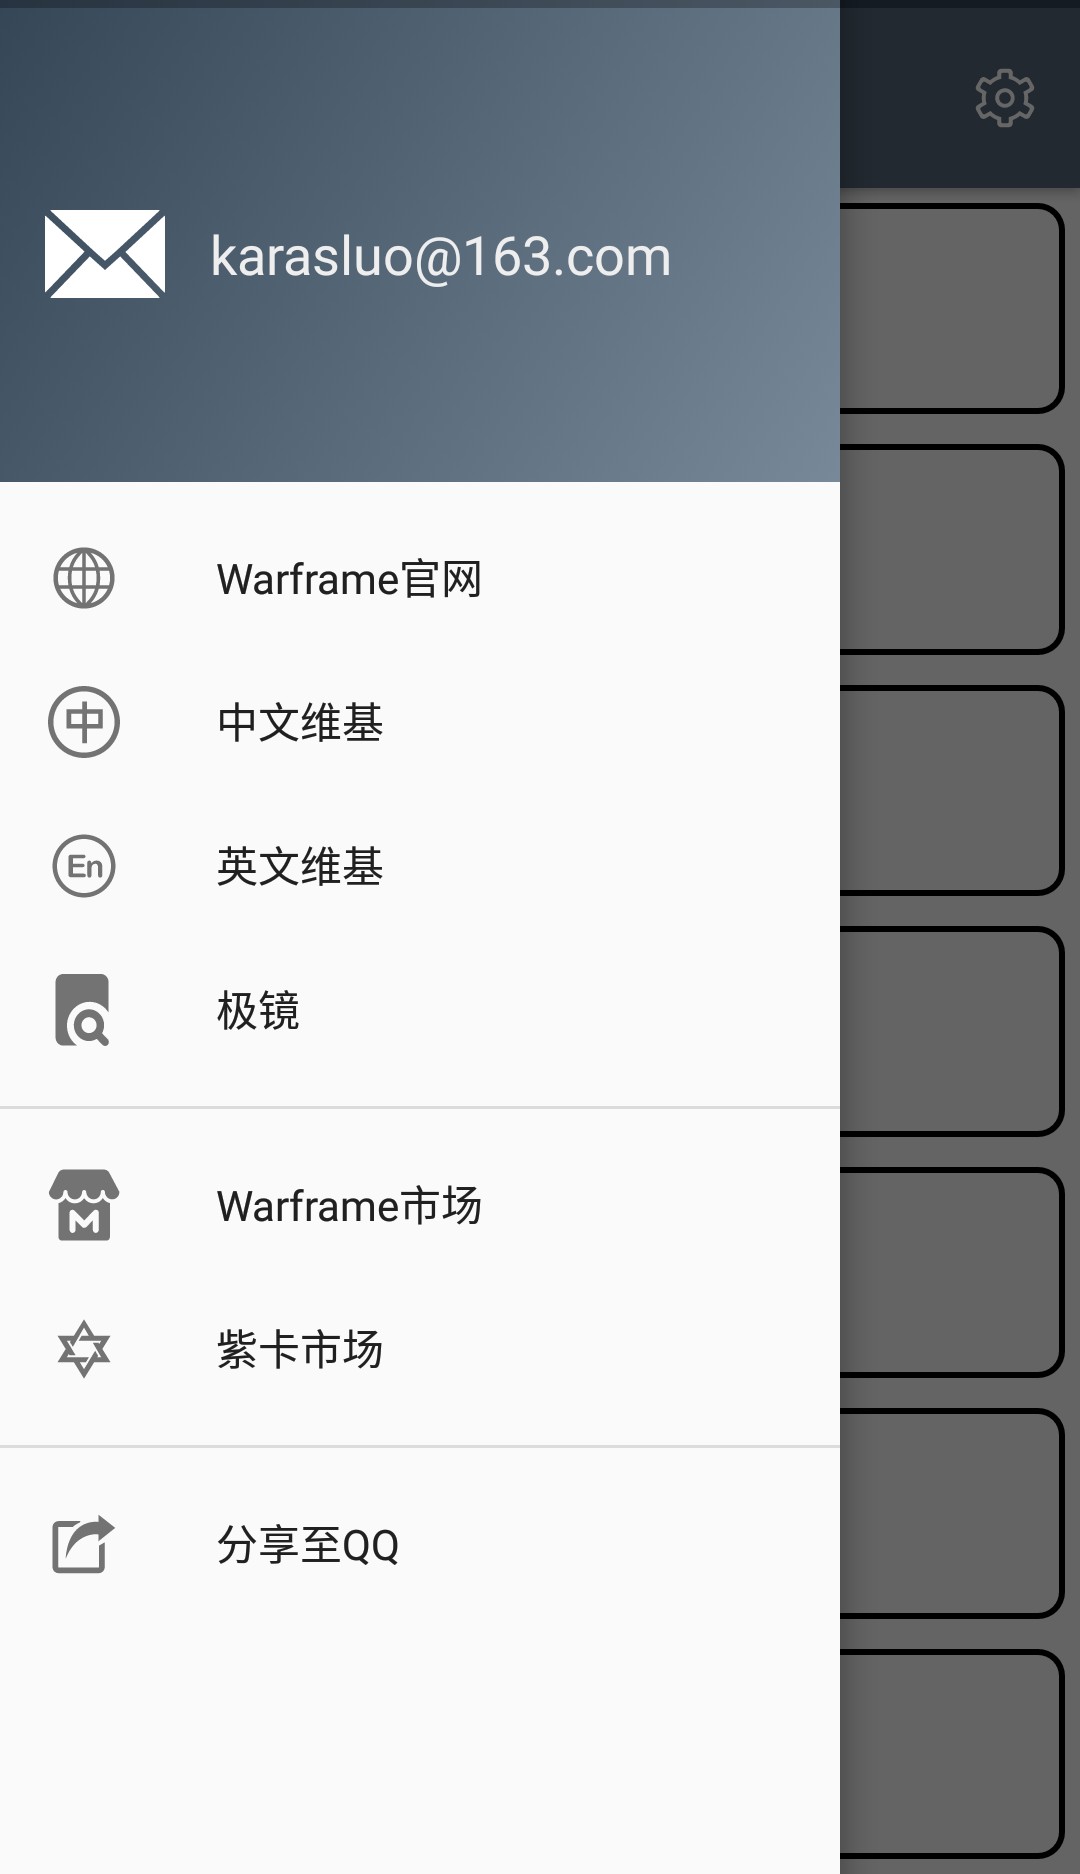 karasluo@163.com
Warframe官网
中
中文维基
En
英文维基
极镜
M
Warframe市场
紫卡市场
分享至QQ